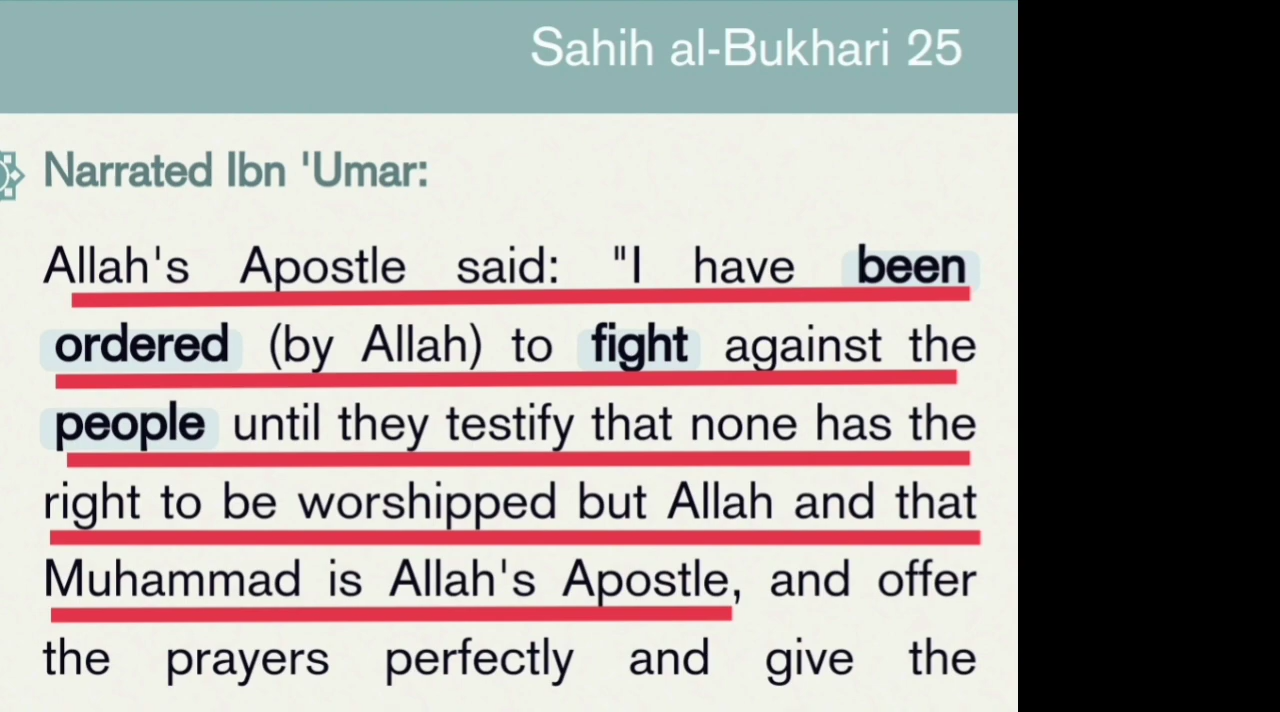 Sahih al-Bukhari 25
Narrated Ibn 'Umar:
Allah's Apostle said: "I have been
ordered (by Allah) to fight against the
people until they testify that none has the
right to be worshipped but Allah and that
Muhammad is Allah's Apostle, and offer
the prayers perfectly and give the